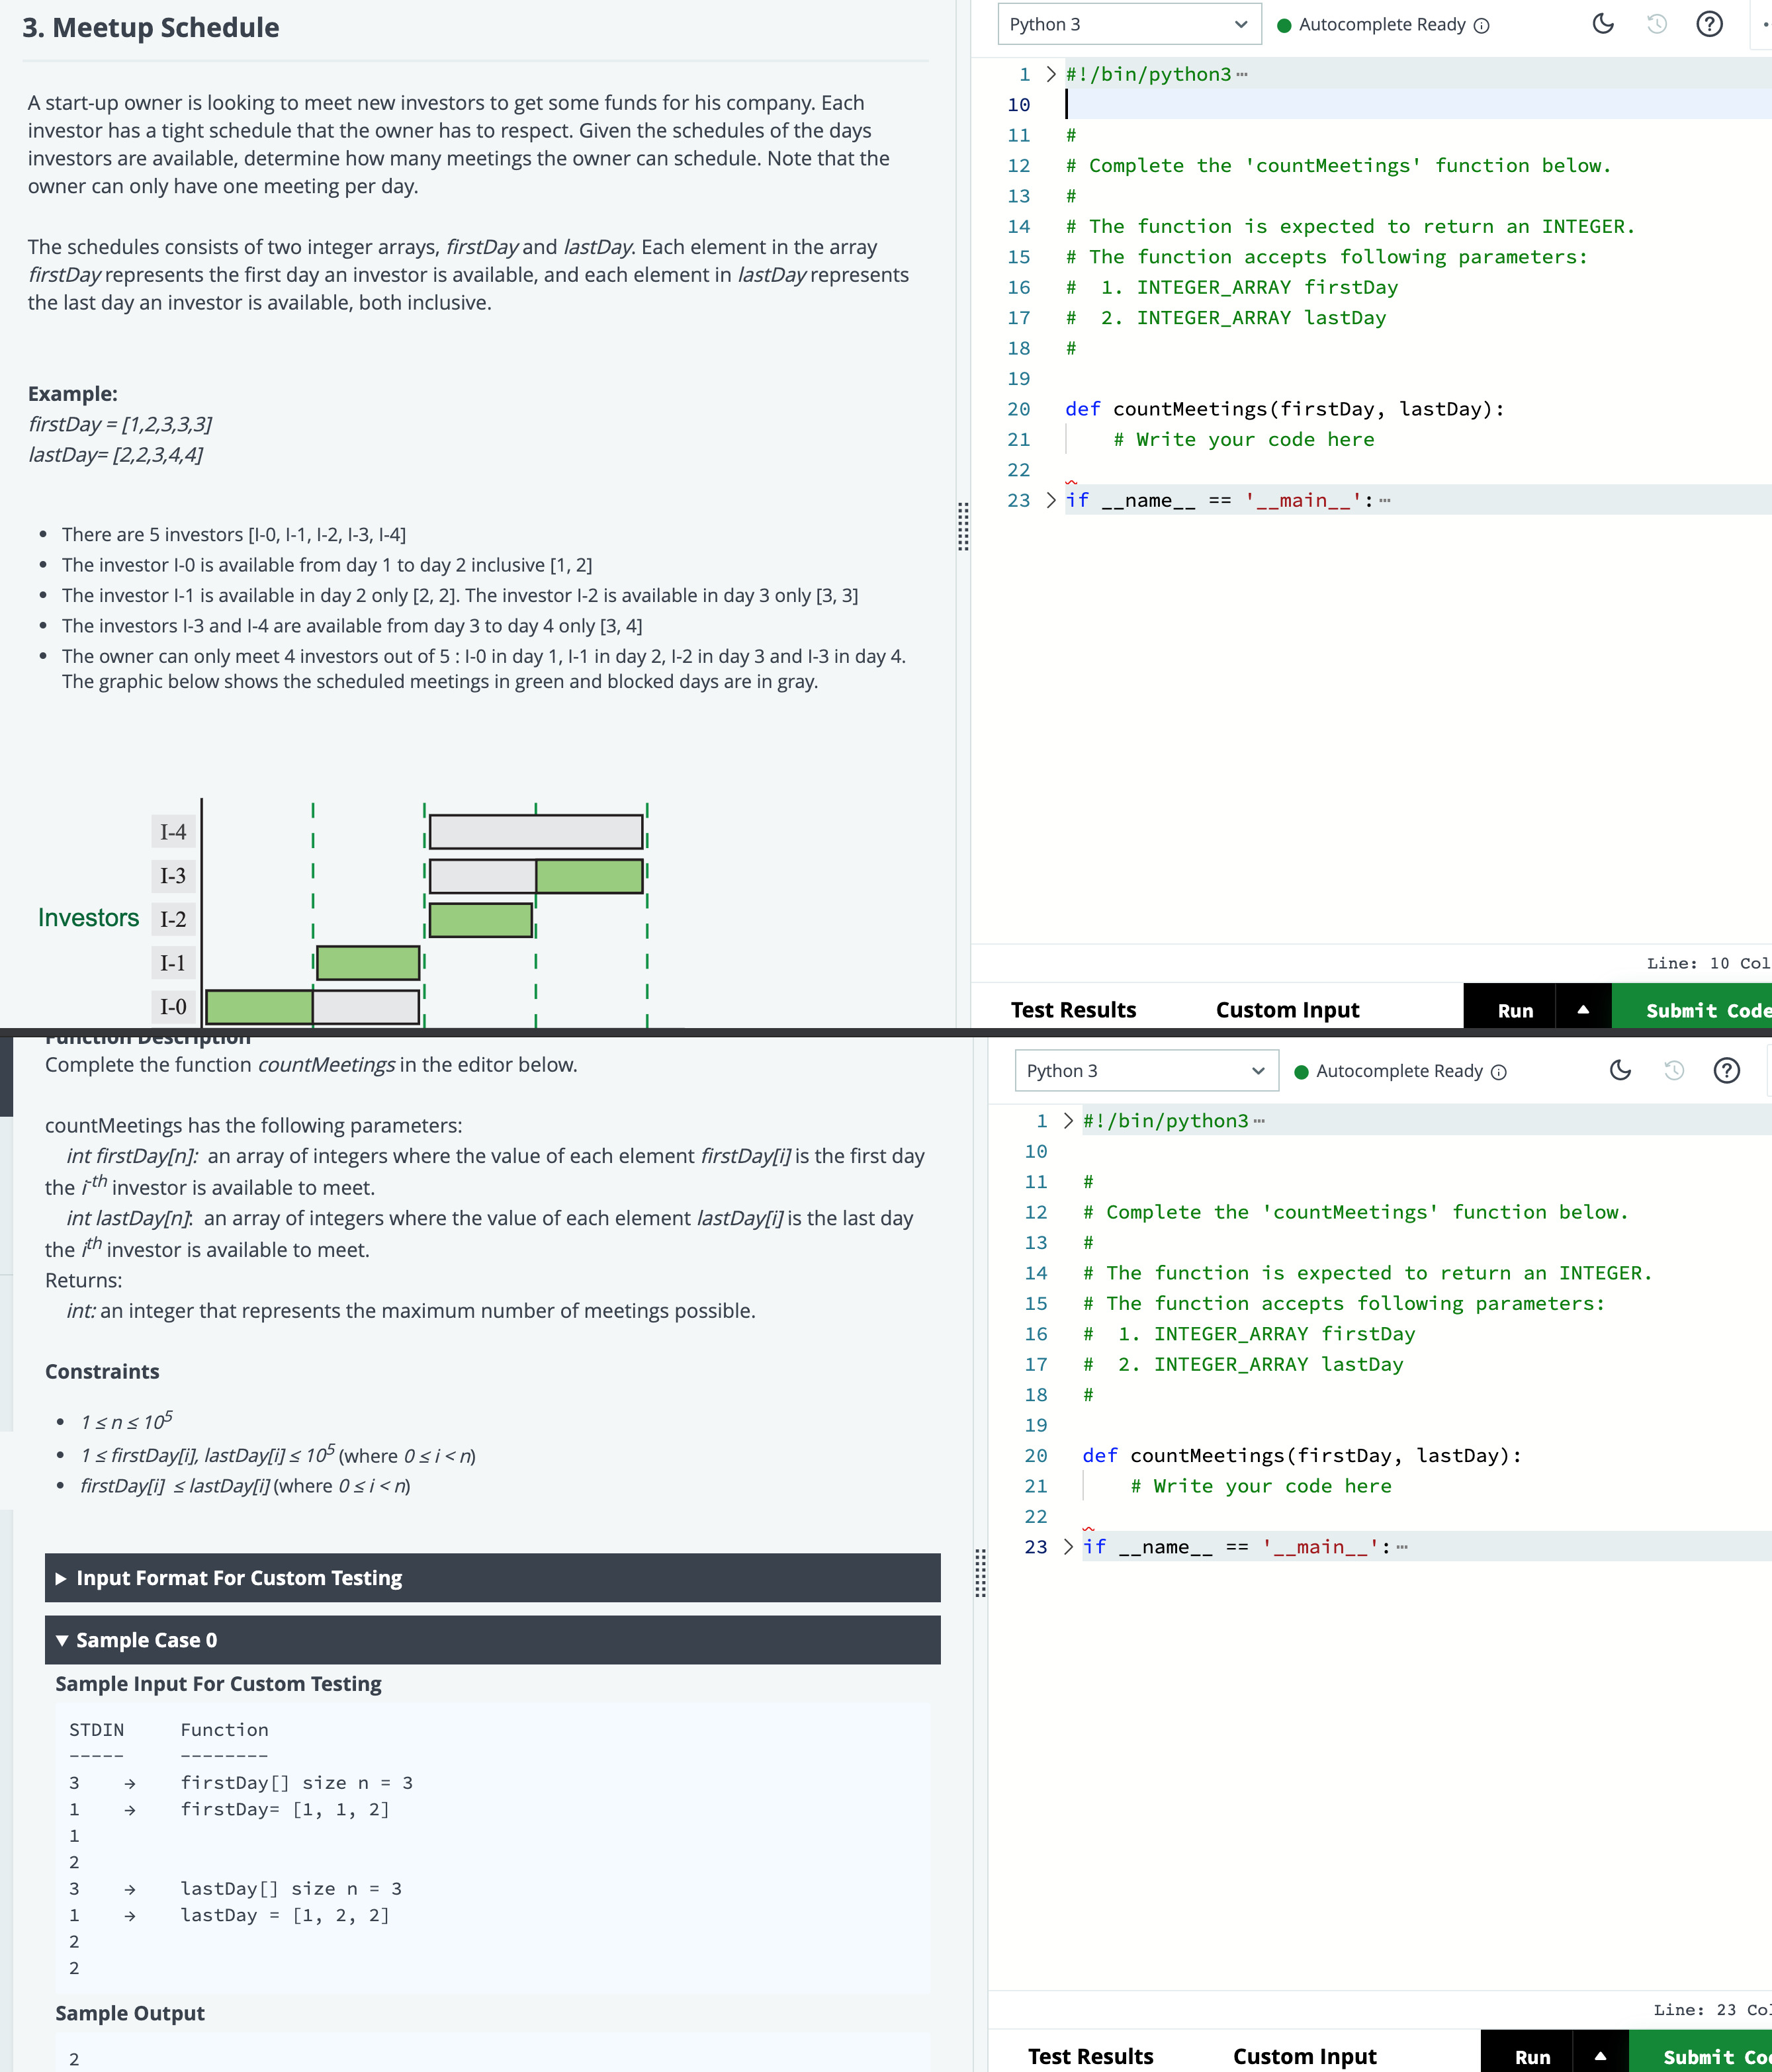 3. Meetup Schedule
A start-up owner is looking to meet new investors to get some funds for his company. Each
investor has a tight schedule that the owner has to respect. Given the schedules of the days
investors are available, determine how many meetings the owner can schedule. Note that the
owner can only have one meeting per day.
The schedules consists of two integer arrays, firstDay and lastDay. Each element in the array
firstDay represents the first day an investor is available, and each element in lastDay represents
the last day an investor is available, both inclusive.
Example:
firstDay = [1,2,3,3,3]
lastDay= [2,2,3,4,4]
• There are 5 investors [I-0, I-1, I-2, I-3, I-4]
• The investor I-0 is available from day 1 to day 2 inclusive [1, 2]
• The investor I-1 is available in day 2 only [2, 2]. The investor I-2 is available in day 3 only [3, 3]
• The investors I-3 and I-4 are available from day 3 to day 4 only [3, 4]
• The owner can only meet 4 investors out of 5 : I-0 in day 1, I-1 in day 2, I-2 in day 3 and I-3 in day 4.
The graphic below shows the scheduled meetings in green and blocked days are in gray.
I-4
I-3
Investors I-2
I-1
I-0
Python 3
Autocomplete Ready
1 #!/bin/python3
10
11 #
12 # Complete the 'countMeetings' function below.
13 #
14 # The function is expected to return an INTEGER.
15 # The function accepts following parameters:
16 # 1. INTEGER_ARRAY firstDay
17 # 2. INTEGER_ARRAY lastDay
18 #
19
20 def countMeetings(firstDay, lastDay):
21 # Write your code here
22
23 if __name__ == '__main__':
Line: 10 Col
Test Results Custom Input Run Submit Code
Function Description
Complete the function countMeetings in the editor below.
countMeetings has the following parameters:
int firstDay[n]: an array of integers where the value of each element firstDay[i] is the first day
the i-th investor is available to meet.
int lastDay[n]: an array of integers where the value of each element lastDay[i] is the last day
the ith investor is available to meet.
Returns:
int: an integer that represents the maximum number of meetings possible.
Constraints
• 1 ≤ n ≤ 10^5
• 1 ≤ firstDay[i], lastDay[i] ≤ 10^5 (where 0 ≤ i < n)
• firstDay[i] ≤ lastDay[i] (where 0 ≤ i < n)
Input Format For Custom Testing
Sample Case 0
Sample Input For Custom Testing
STDIN Function
----- --------
3 → firstDay[] size n = 3
1 → firstDay= [1, 1, 2]
1
2
3 → lastDay[] size n = 3
1 → lastDay = [1, 2, 2]
2
2
Sample Output
2
Python 3
Autocomplete Ready
1 #!/bin/python3
10
11 #
12 # Complete the 'countMeetings' function below.
13 #
14 # The function is expected to return an INTEGER.
15 # The function accepts following parameters:
16 # 1. INTEGER_ARRAY firstDay
17 # 2. INTEGER_ARRAY lastDay
18 #
19
20 def countMeetings(firstDay, lastDay):
21 # Write your code here
22
23 if __name__ == '__main__':
Line: 23 Col
Test Results Custom Input Run Submit Co